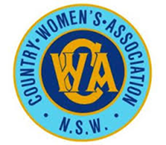 COUNTRY·WOMEN'S·ASSOCIATION
· N.S.W. ·
CWA